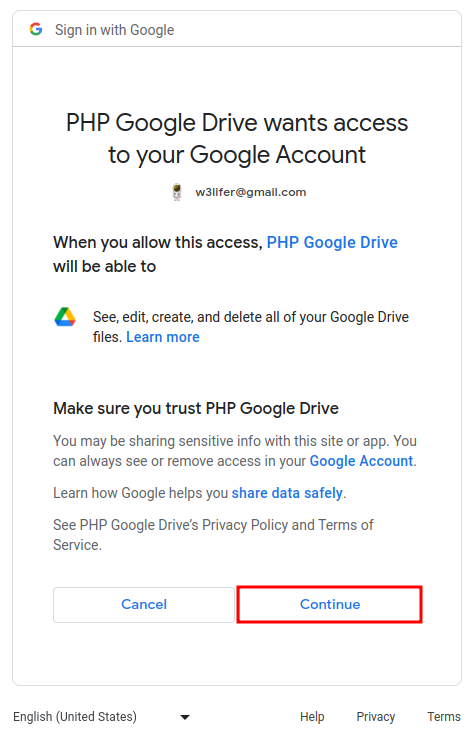 Sign in with Google
PHP Google Drive wants access
to your Google Account
w3lifer@gmail.com
When you allow this access, PHP Google Drive
will be able to
See, edit, create, and delete all of your Google Drive
files. Learn more
Make sure you trust PHP Google Drive
You may be sharing sensitive info with this site or app. You
can always see or remove access in your Google Account.
Learn how Google helps you share data safely.
See PHP Google Drive's Privacy Policy and Terms of
Service.
Cancel Continue
English (United States) Help Privacy Terms